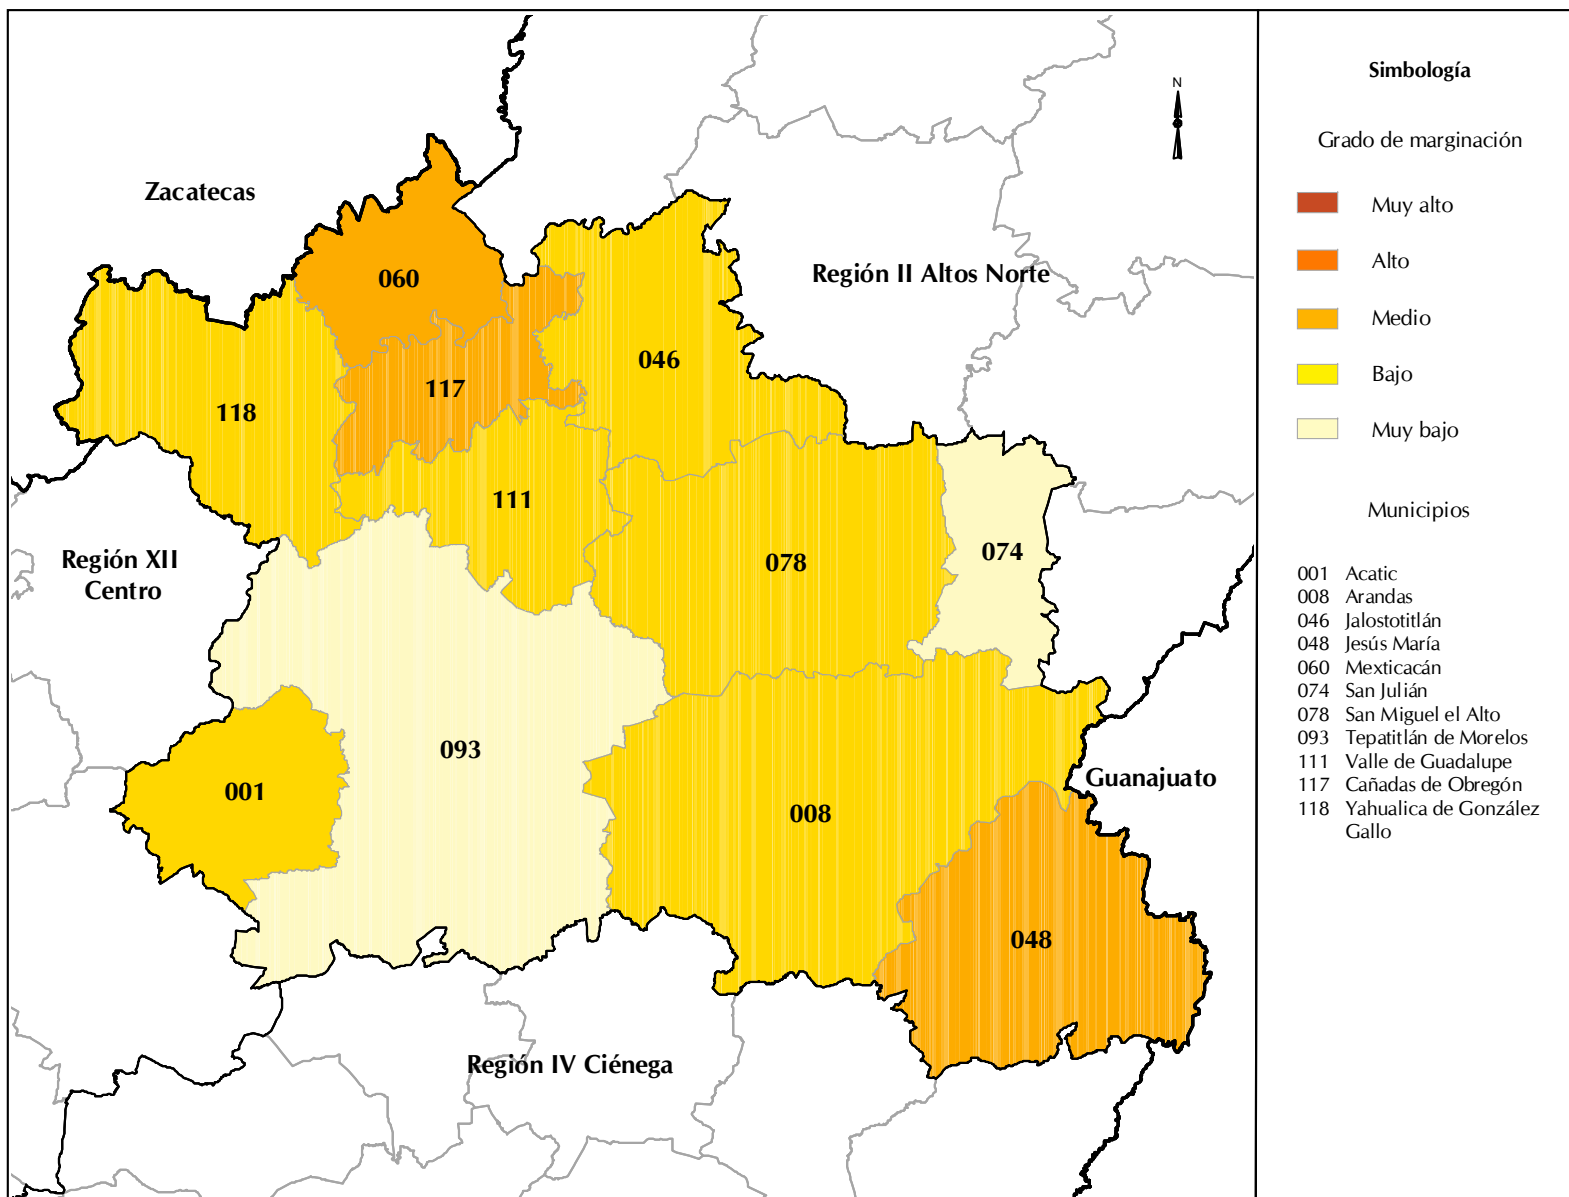 Zacatecas
Región II Altos Norte
Región XII
Centro
Guanajuato
Región IV Ciénega
060
117
118
046
111
078
074
093
001
008
048
N
Simbología
Grado de marginación
Muy alto
Alto
Medio
Bajo
Muy bajo
Municipios
001 Acatic
008 Arandas
046 Jalostotitlán
048 Jesús María
060 Mexticacán
074 San Julián
078 San Miguel el Alto
093 Tepatitlán de Morelos
111 Valle de Guadalupe
117 Cañadas de Obregón
118 Yahualica de González
Gallo